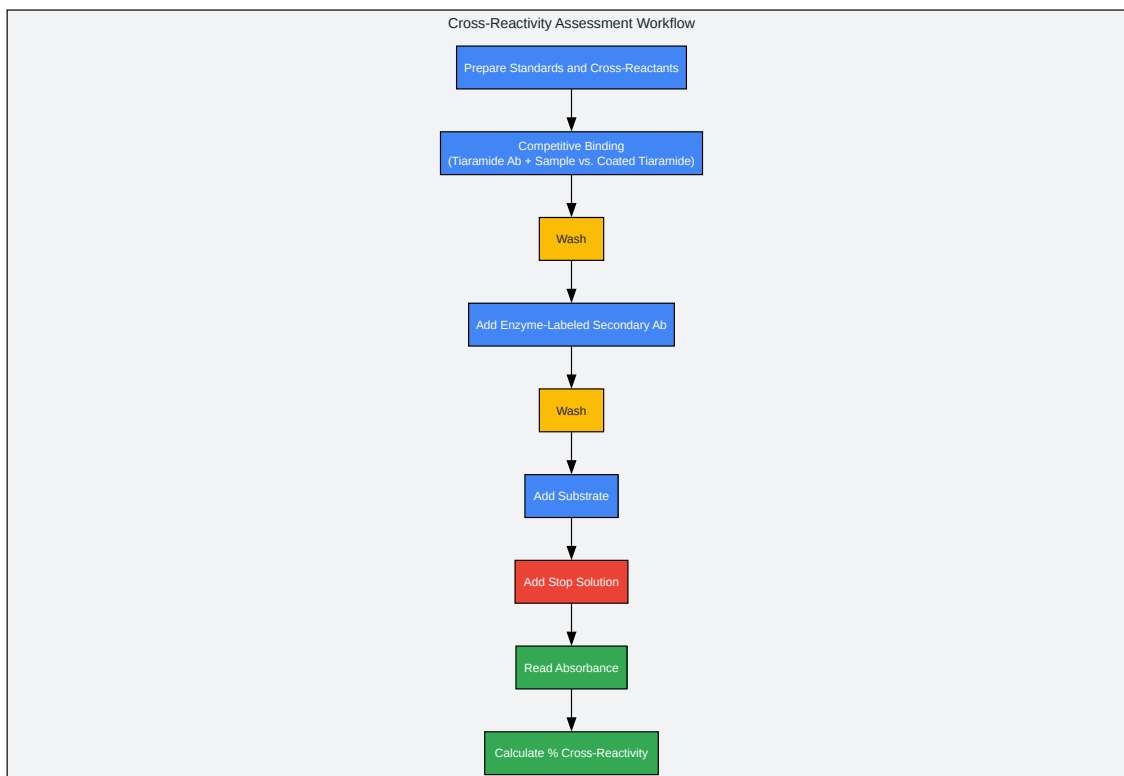 Cross-Reactivity Assessment Workflow
Prepare Standards and Cross-Reactants
Competitive Binding
(Tiaramide Ab + Sample vs. Coated Tiaramide)
Wash
Add Enzyme-Labeled Secondary Ab
Wash
Add Substrate
Add Stop Solution
Read Absorbance
Calculate % Cross-Reactivity